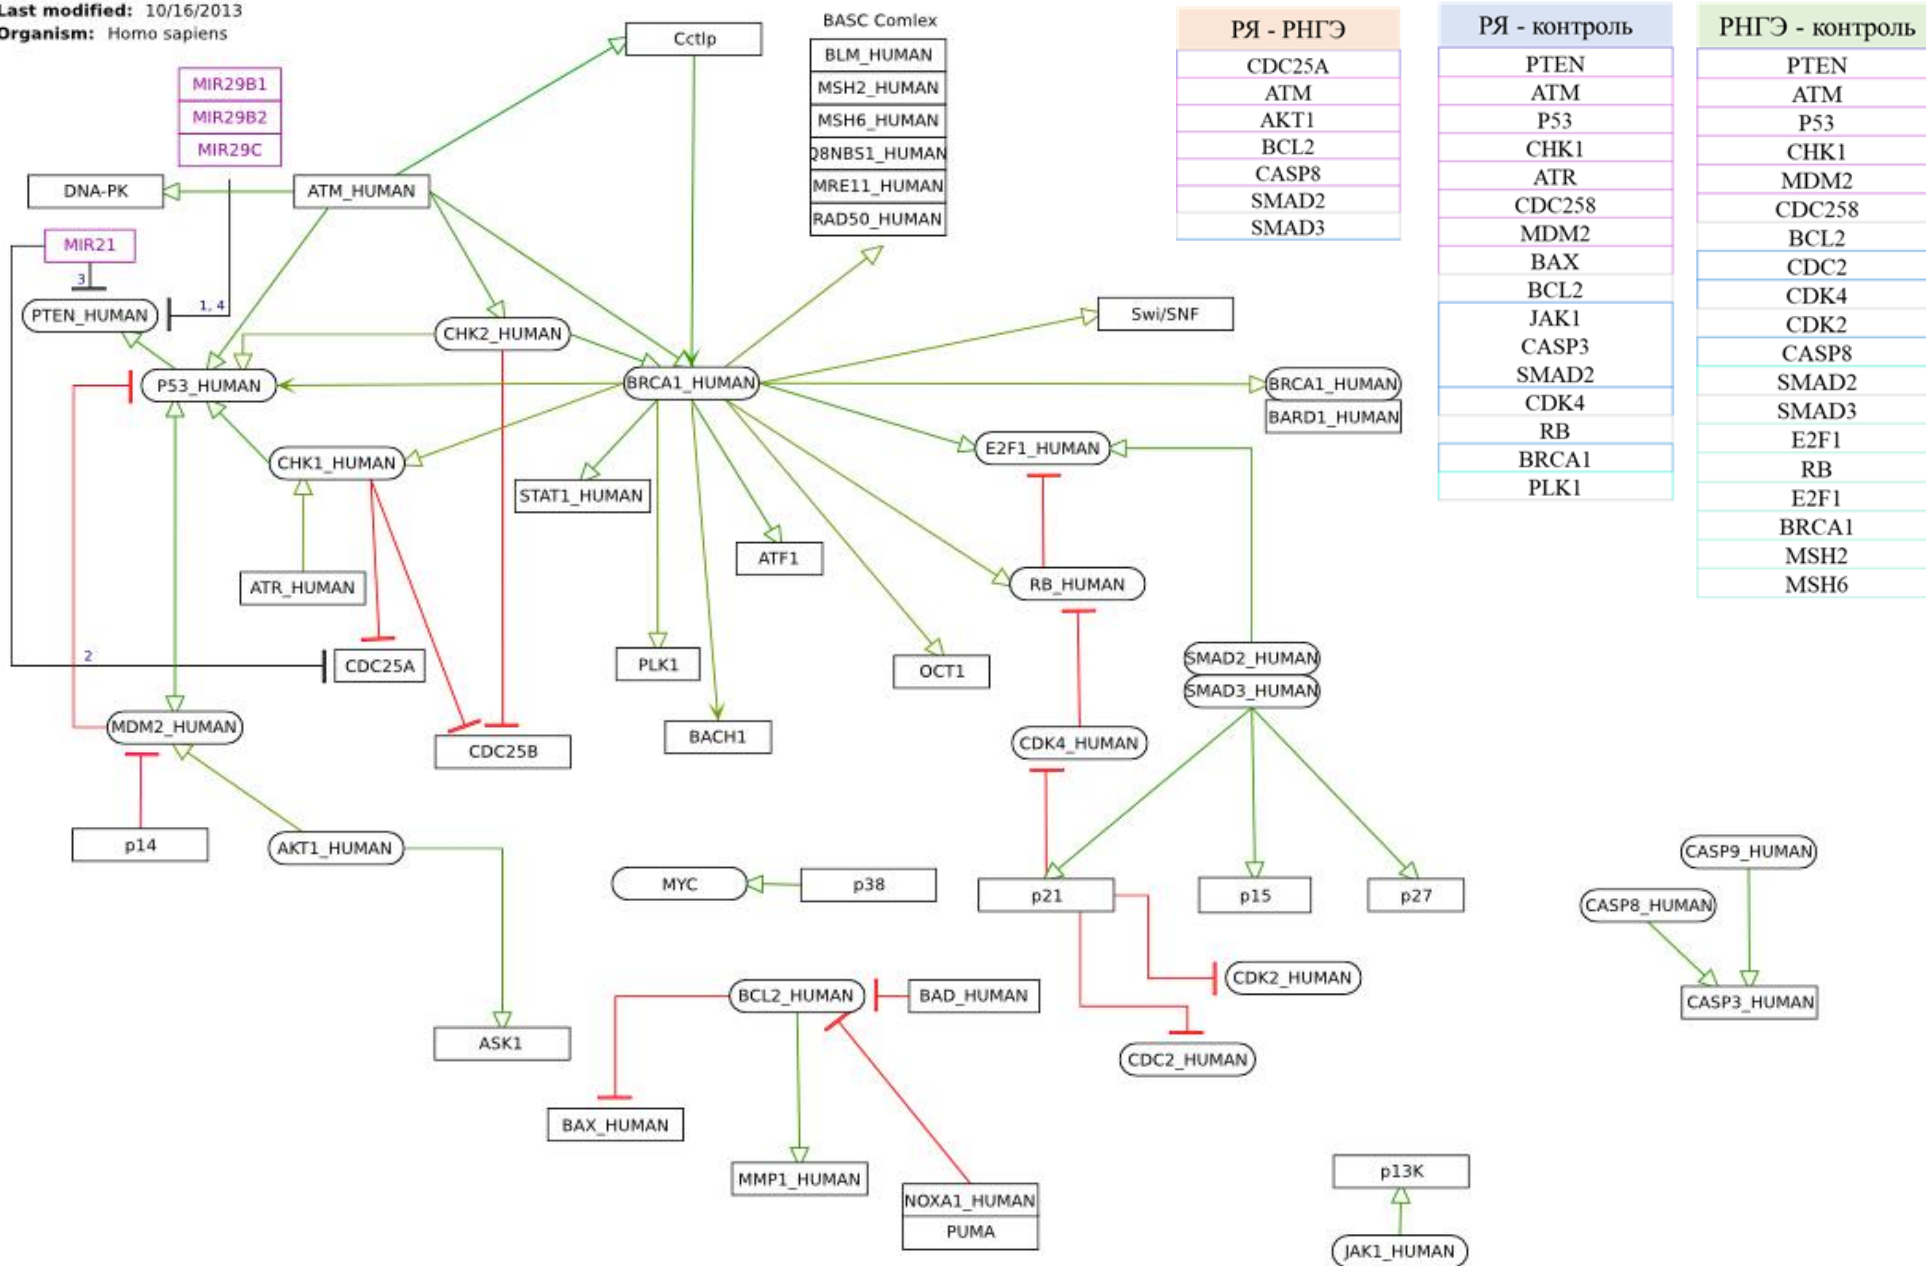 Last modified: 10/16/2013
Organism: Homo sapiens
MIR29B1
MIR29B2
MIR29C
Cctlp
BASC Comlex
BLM_HUMAN
MSH2_HUMAN
MSH6_HUMAN
Q8NBS1_HUMAN
MRE11_HUMAN
RAD50_HUMAN
DNA-PK
ATM_HUMAN
MIR21
3
1, 4
PTEN_HUMAN
CHK2_HUMAN
Swi/SNF
P53_HUMAN
BRCA1_HUMAN
BRCA1_HUMAN
BARD1_HUMAN
E2F1_HUMAN
CHK1_HUMAN
STAT1_HUMAN
ATF1
ATR_HUMAN
RB_HUMAN
2
CDC25A
PLK1
OCT1
SMAD2_HUMAN
SMAD3_HUMAN
MDM2_HUMAN
CDC25B
BACH1
CDK4_HUMAN
p14
AKT1_HUMAN
MYC
p38
p21
p15
p27
CASP9_HUMAN
CASP8_HUMAN
CASP3_HUMAN
CDK2_HUMAN
BCL2_HUMAN
BAD_HUMAN
ASK1
CDC2_HUMAN
BAX_HUMAN
MMP1_HUMAN
NOXA1_HUMAN
PUMA
p13K
JAK1_HUMAN
РЯ - РНГЭ
CDC25A
ATM
AKT1
BCL2
CASP8
SMAD2
SMAD3
РЯ - контроль
PTEN
ATM
P53
CHK1
ATR
CDC258
MDM2
BAX
BCL2
JAK1
CASP3
SMAD2
CDK4
RB
BRCA1
PLK1
РНГЭ - контроль
PTEN
ATM
P53
CHK1
MDM2
CDC258
BCL2
CDC2
CDK4
CDK2
CASP8
SMAD2
SMAD3
E2F1
RB
E2F1
BRCA1
MSH2
MSH6